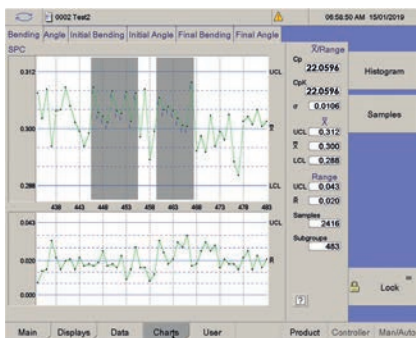 0002 Test2
06:58:50 AM 15/01/2019
Bending Angle Initial Bending Initial Angle Final Bending Final Angle
SPC
X̅/Range
Cp
22.0596
CpK
22.0596
σ 0.0106
X̅
UCL 0,312
X̅ 0,300
LCL 0,288
Range
UCL 0,043
R̅ 0,020
Samples
2416
Subgroups
483
?
Histogram
Samples
Lock
0.312
UCL
0.300
X̅
0.288
LCL
438 443 448 453 458 463 468 473 478 483
0.043
UCL
0.020
R̅
0.000
Main Displays Data Charts User Product Controller Man/Auto